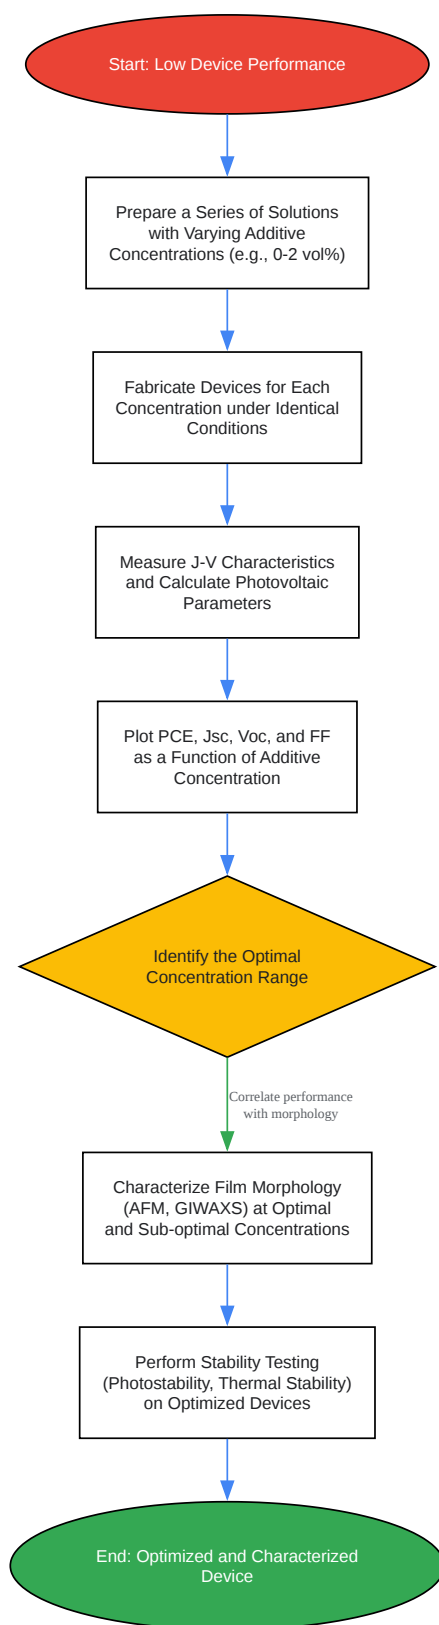 Start: Low Device Performance
Prepare a Series of Solutions
with Varying Additive
Concentrations (e.g., 0-2 vol%)
Fabricate Devices for Each
Concentration under Identical
Conditions
Measure J-V Characteristics
and Calculate Photovoltaic
Parameters
Plot PCE, Jsc, Voc, and FF
as a Function of Additive
Concentration
Identify the Optimal
Concentration Range
Correlate performance
with morphology
Characterize Film Morphology
(AFM, GIWAXS) at Optimal
and Sub-optimal Concentrations
Perform Stability Testing
(Photostability, Thermal Stability)
on Optimized Devices
End: Optimized and Characterized
Device